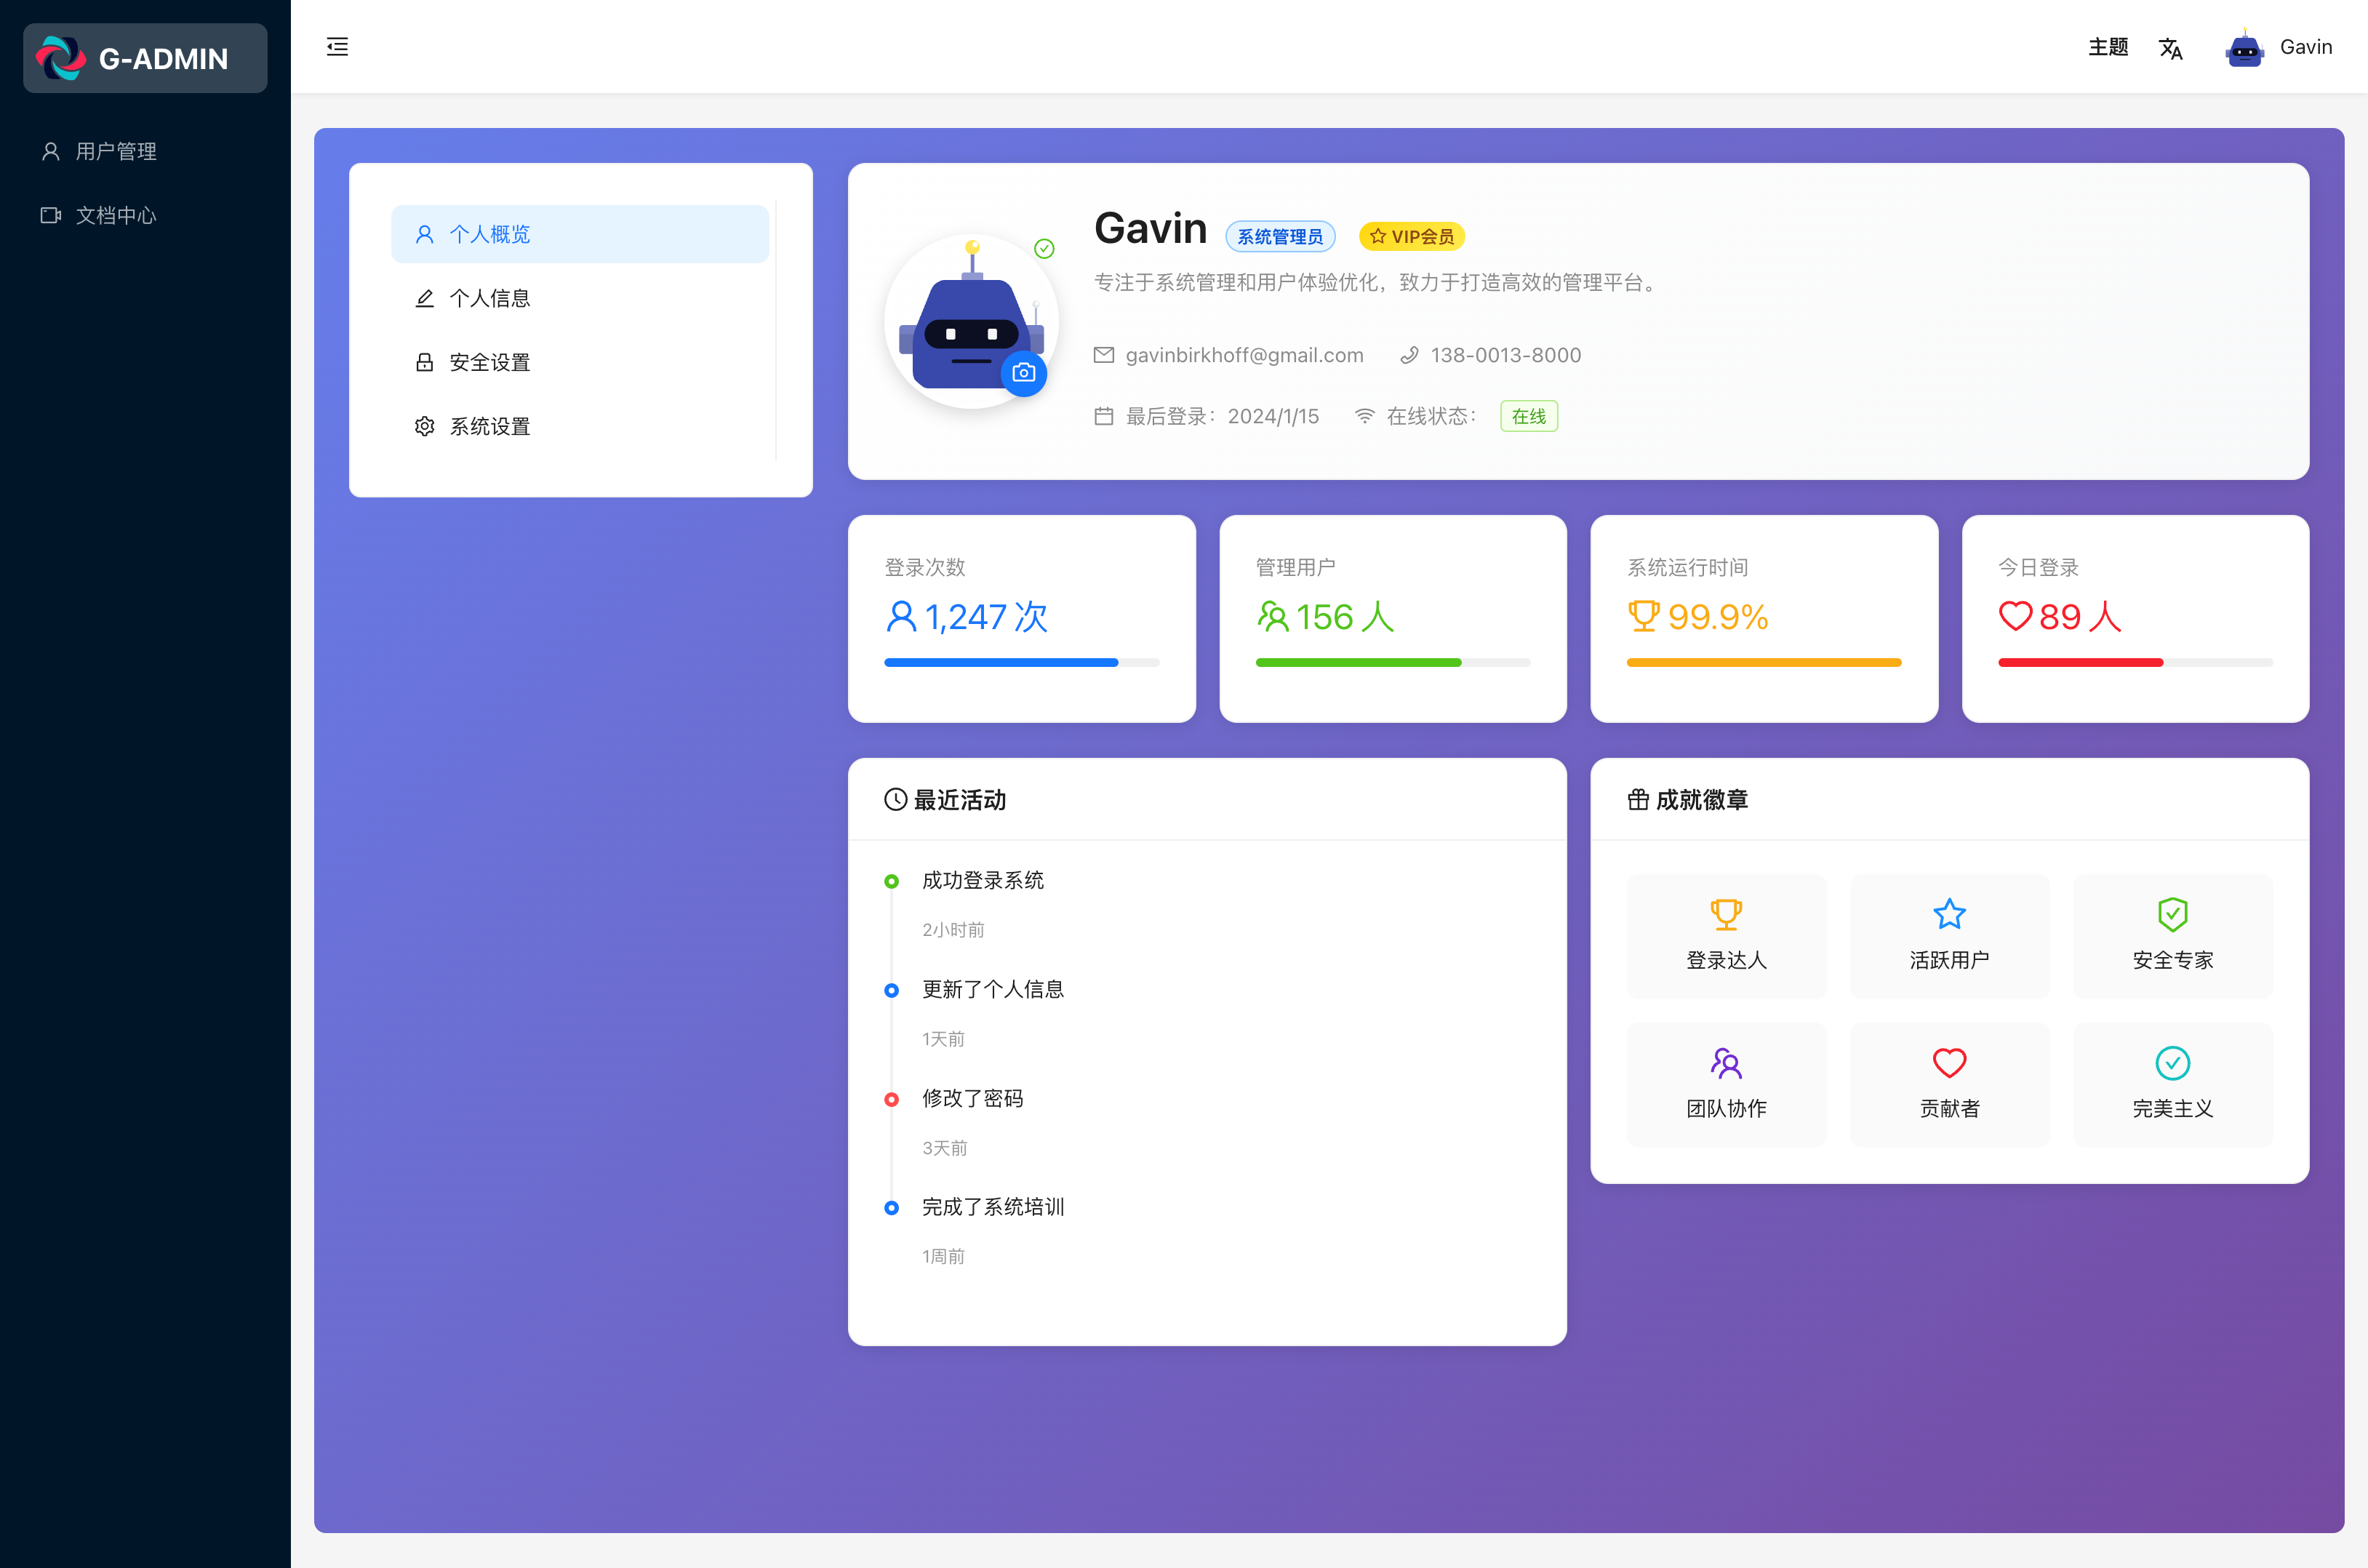 G-ADMIN
用户管理
文档中心
主题
Gavin
个人概览
个人信息
安全设置
系统设置
Gavin 系统管理员 VIP会员
专注于系统管理和用户体验优化，致力于打造高效的管理平台。
gavinbirkhoff@gmail.com 138-0013-8000
最后登录：2024/1/15 在线状态： 在线
登录次数
1,247 次
管理用户
156 人
系统运行时间
99.9%
今日登录
89 人
最近活动
成功登录系统
2小时前
更新了个人信息
1天前
修改了密码
3天前
完成了系统培训
1周前
成就徽章
登录达人
活跃用户
安全专家
团队协作
贡献者
完美主义